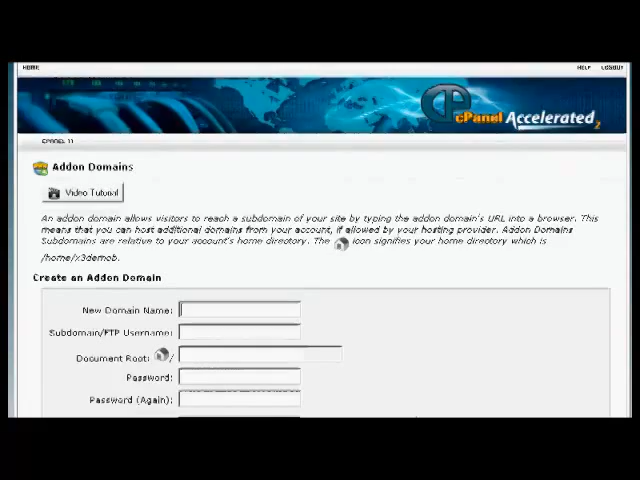 HOME HELP LOGOUT
cPanel Accelerated 2
CPANEL 11
Addon Domains
Video Tutorial
An addon domain allows visitors to reach a subdomain of your site by typing the addon domain's URL into a browser. This
means that you can host additional domains from your account, if allowed by your hosting provider. Addon Domains
Subdomains are relative to your account's home directory. The icon signifies your home directory which is
/home/x3demob.
Create an Addon Domain
New Domain Name:
Subdomain/FTP Username:
Document Root: /
Password:
Password (Again):